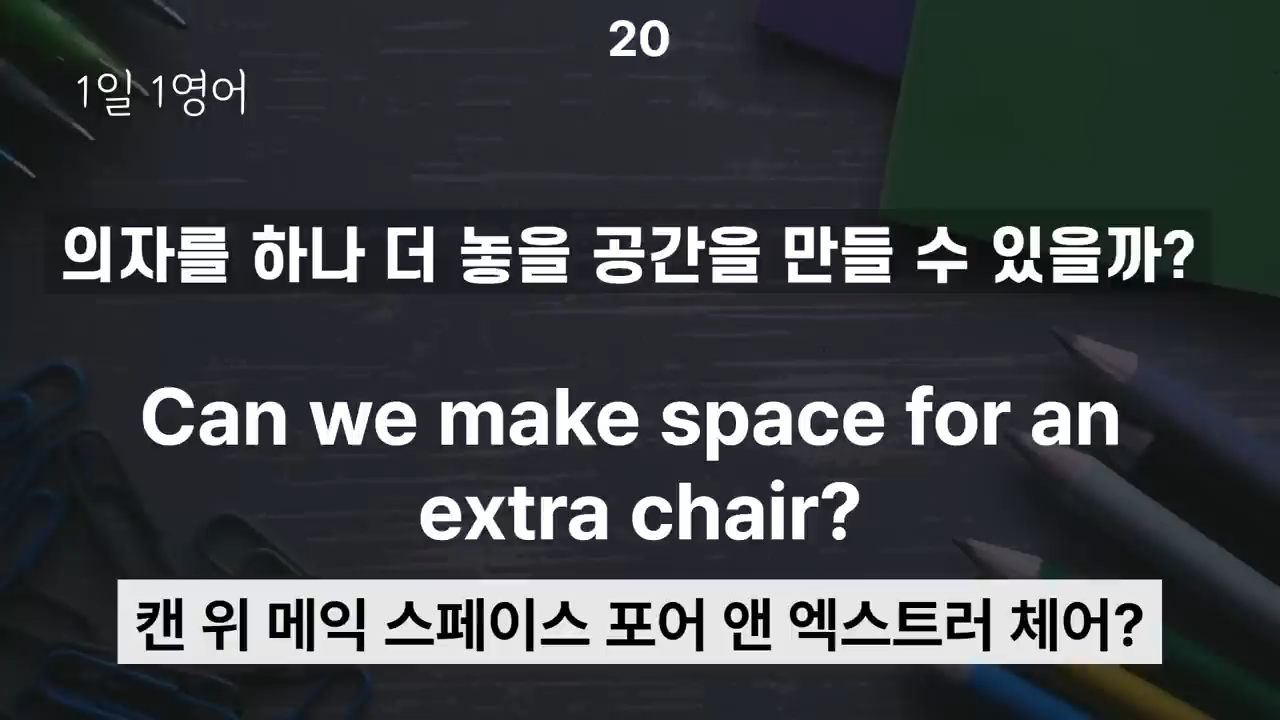 20
1일 1영어
의자를 하나 더 놓을 공간을 만들 수 있을까?
Can we make space for an
extra chair?
캔 위 메익 스페이스 포어 앤 엑스트러 체어?